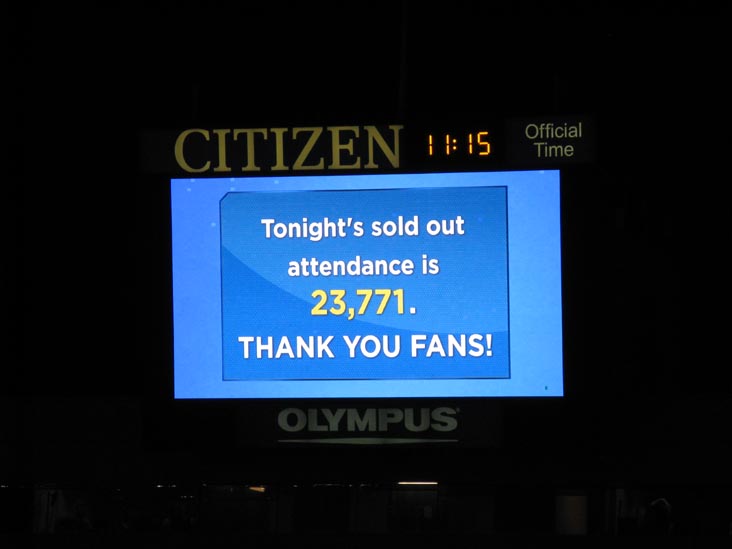 CITIZEN 11:15 Official
Time
Tonight's sold out
attendance is
23,771.
THANK YOU FANS!
OLYMPUS